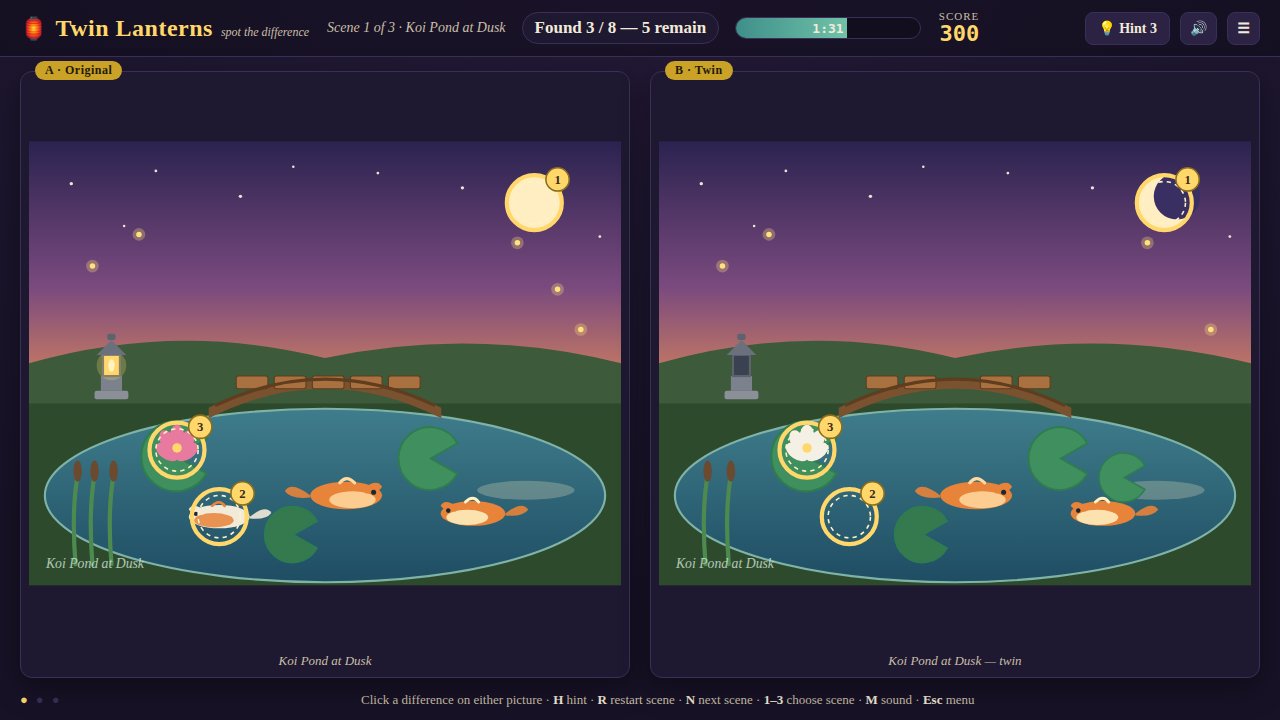 Twin Lanterns spot the difference
Scene 1 of 3 · Koi Pond at Dusk
Found 3 / 8 — 5 remain
1:31
SCORE
300
💡 Hint 3
🔊
☰
A · Original
B · Twin
1
1
3
3
2
2
Koi Pond at Dusk
Koi Pond at Dusk
Koi Pond at Dusk
Koi Pond at Dusk — twin
Click a difference on either picture · H hint · R restart scene · N next scene · 1–3 choose scene · M sound · Esc menu